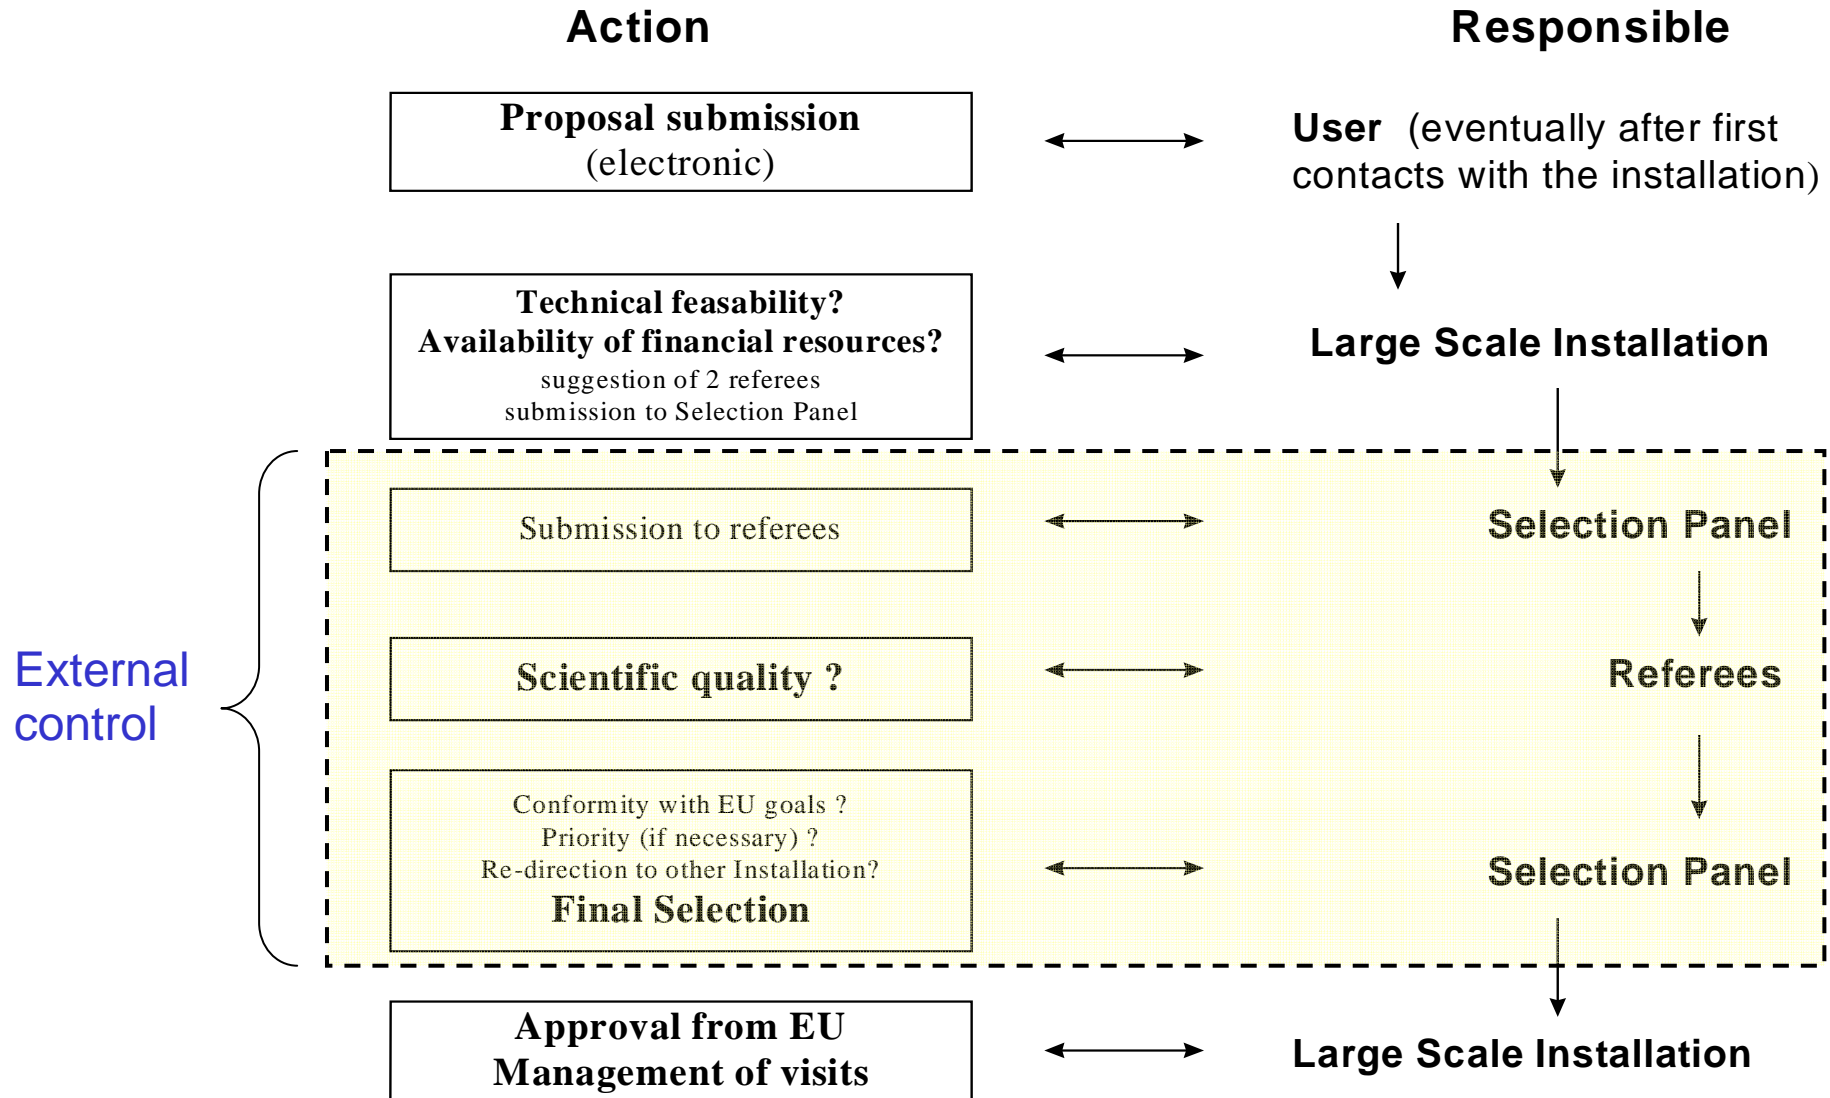 Action
Responsible
Proposal submission
(electronic)
User (eventually after first
contacts with the installation)
Technical feasability?
Availability of financial resources?
suggestion of 2 referees
submission to Selection Panel
Large Scale Installation
External
control
Submission to referees
Selection Panel
Scientific quality ?
Referees
Conformity with EU goals ?
Priority (if necessary) ?
Re-direction to other Installation?
Final Selection
Selection Panel
Approval from EU
Management of visits
Large Scale Installation